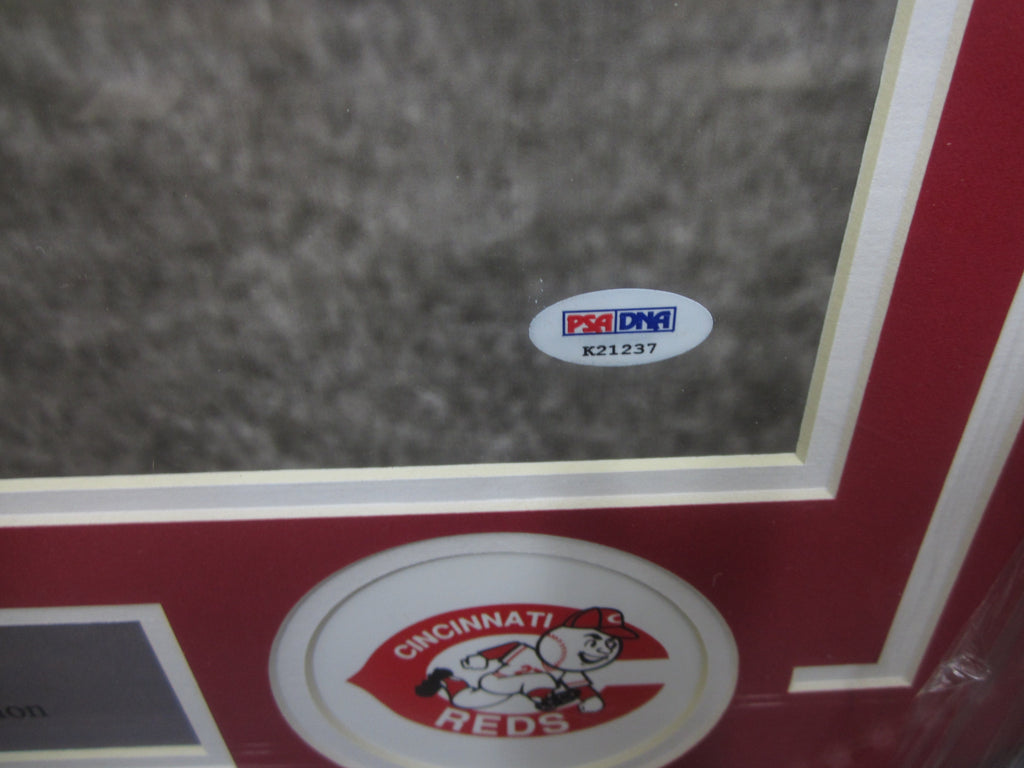 PSA DNA
K21237
CINCINNATI
C
REDS